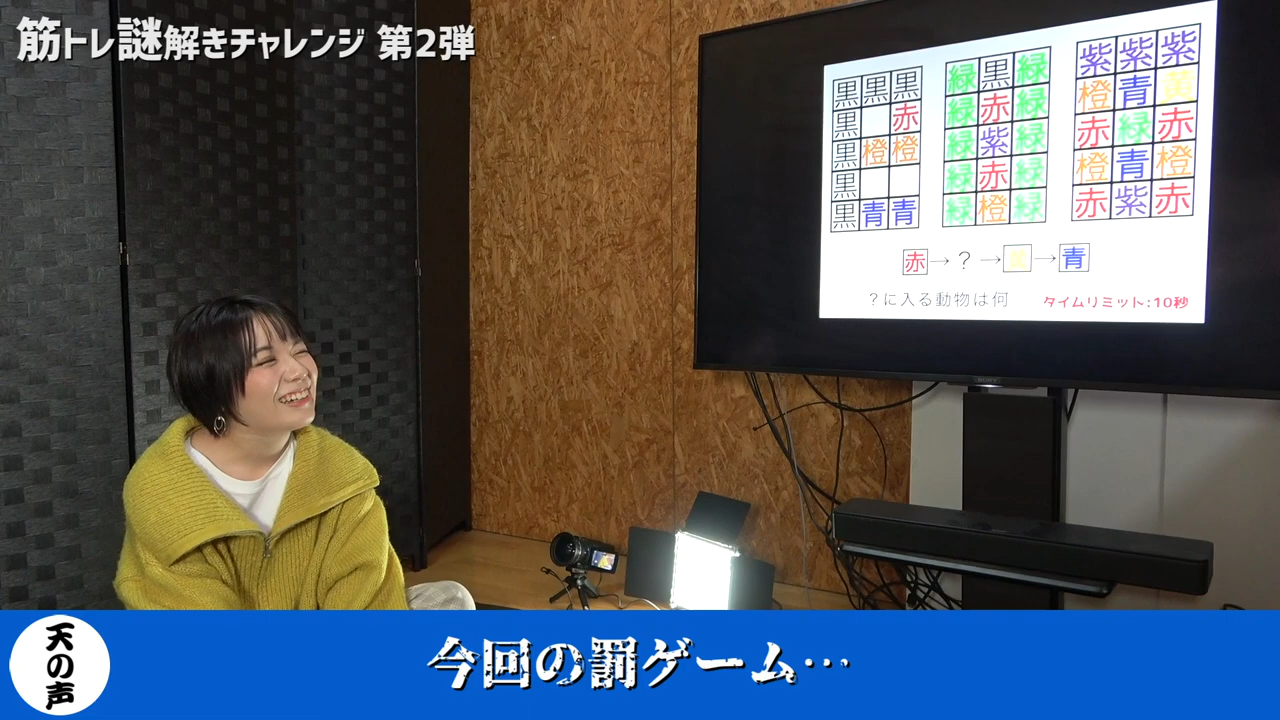 筋トレ謎解きチャレンジ 第2弾
黒黒黒
黒 赤
黒橙橙
黒
黒青青
緑黒緑
緑赤緑
緑紫緑
緑赤緑
緑橙緑
紫紫紫
橙青黄
赤緑赤
橙青橙
赤紫赤
赤→?→黄→青
?に入る動物は何
タイムリミット:10秒
SONY
天の声
今回の罰ゲーム…